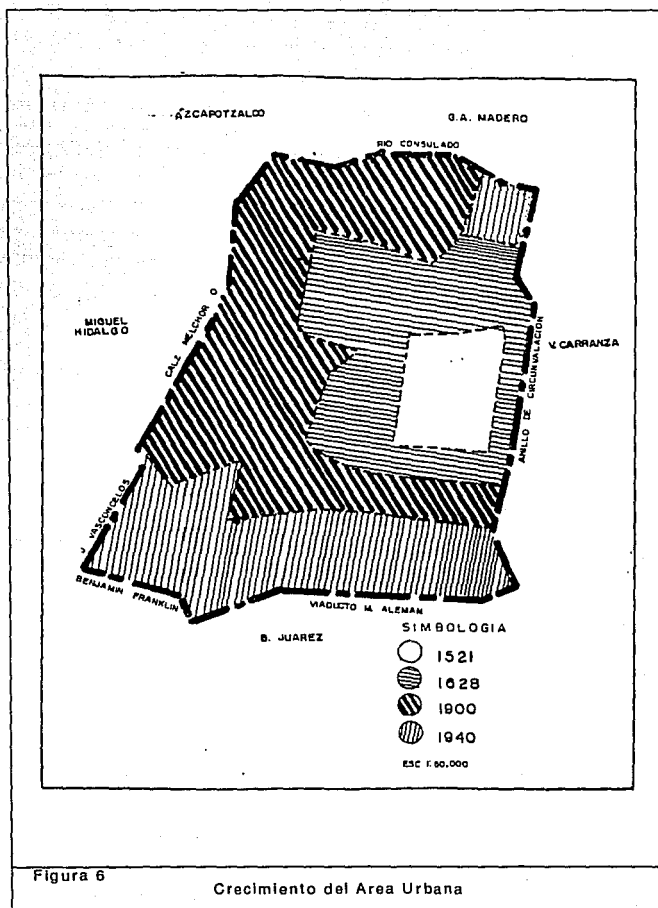 AZCAPOTZALCO
G.A. MADERO
RIO CONSULADO
MIGUEL
HIDALGO
CALZ MELCHOR O
V. CARRANZA
ANILLO DE CIRCUNVALACION
J VASCONCELOS
BENJAMIN FRANKLIN
VIADUCTO M. ALEMAN
B. JUAREZ
SIMBOLOGIA
1521
1628
1900
1940
ESC 1:50,000
Figura 6
Crecimiento del Area Urbana